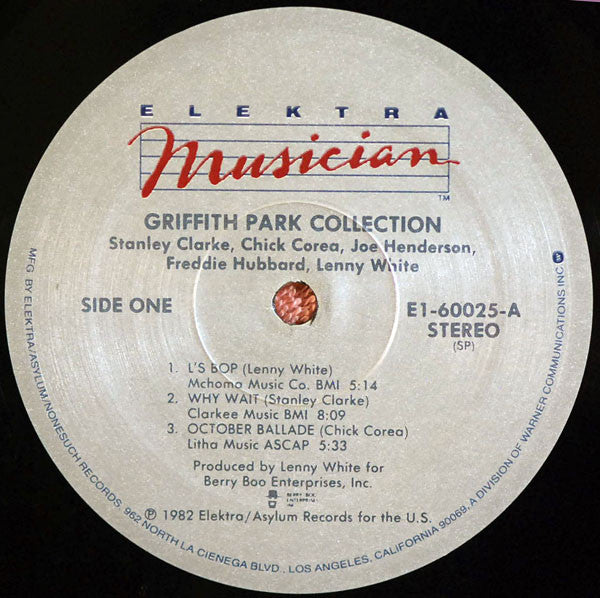 ELEKTRA
Musician
TM
GRIFFITH PARK COLLECTION
Stanley Clarke, Chick Corea, Joe Henderson,
Freddie Hubbard, Lenny White
SIDE ONE
E1-60025-A
STEREO
(SP)
1. L'S BOP (Lenny White)
Mchoma Music Co. BMI 5:14
2. WHY WAIT (Stanley Clarke)
Clarkee Music BMI 8:09
3. OCTOBER BALLADE (Chick Corea)
Litha Music ASCAP 5:33
Produced by Lenny White for
Berry Boo Enterprises, Inc.
BERRY BOO
ENTERPRISES
℗ 1982 Elektra/Asylum Records for the U.S.
MFG. BY ELEKTRA/ASYLUM/NONESUCH RECORDS, 962 NORTH LA CIENEGA BLVD., LOS ANGELES, CALIFORNIA 90069, A DIVISION OF WARNER COMMUNICATIONS INC